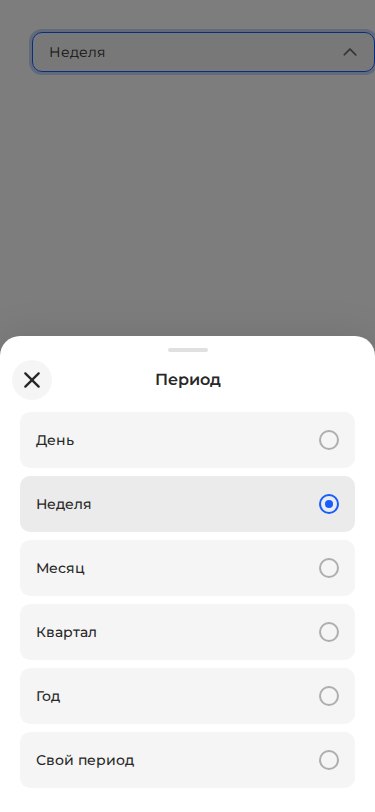 Неделя
Период
День
Неделя
Месяц
Квартал
Год
Свой период